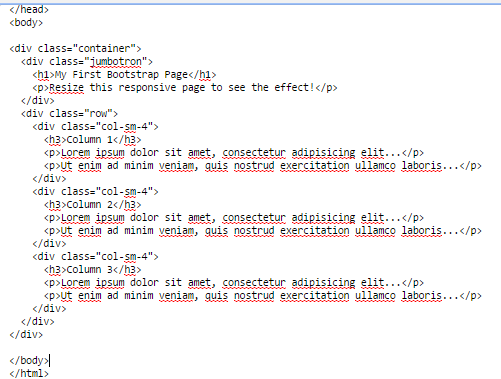 </head>
<body>
<div class="container">
<div class="jumbotron">
<h1>My First Bootstrap Page</h1>
<p>Resize this responsive page to see the effect!</p>
</div>
<div class="row">
<div class="col-sm-4">
<h3>Column 1</h3>
<p>Lorem ipsum dolor sit amet, consectetur adipisicing elit...</p>
<p>Ut enim ad minim veniam, quis nostrud exercitation ullamco laboris...</p>
</div>
<div class="col-sm-4">
<h3>Column 2</h3>
<p>Lorem ipsum dolor sit amet, consectetur adipisicing elit...</p>
<p>Ut enim ad minim veniam, quis nostrud exercitation ullamco laboris...</p>
</div>
<div class="col-sm-4">
<h3>Column 3</h3>
<p>Lorem ipsum dolor sit amet, consectetur adipisicing elit...</p>
<p>Ut enim ad minim veniam, quis nostrud exercitation ullamco laboris...</p>
</div>
</div>
</div>
</body>
</html>